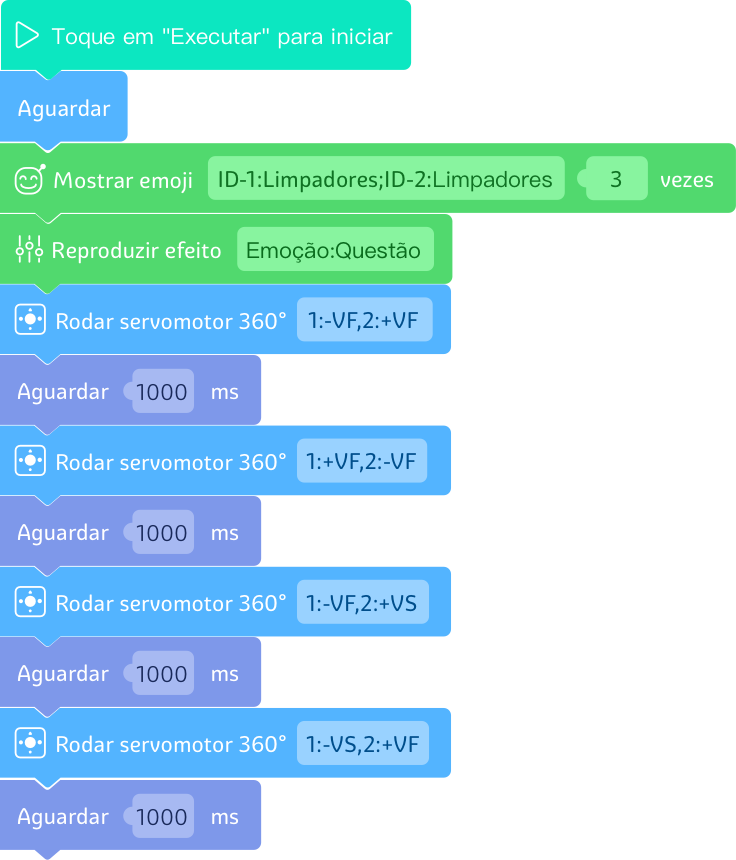 Toque em "Executar" para iniciar
Aguardar
Mostrar emoji ID-1:Limpadores;ID-2:Limpadores 3 vezes
Reproduzir efeito Emoção:Questão
Rodar servomotor 360° 1:-VF,2:+VF
Aguardar 1000 ms
Rodar servomotor 360° 1:+VF,2:-VF
Aguardar 1000 ms
Rodar servomotor 360° 1:-VF,2:+VS
Aguardar 1000 ms
Rodar servomotor 360° 1:-VS,2:+VF
Aguardar 1000 ms